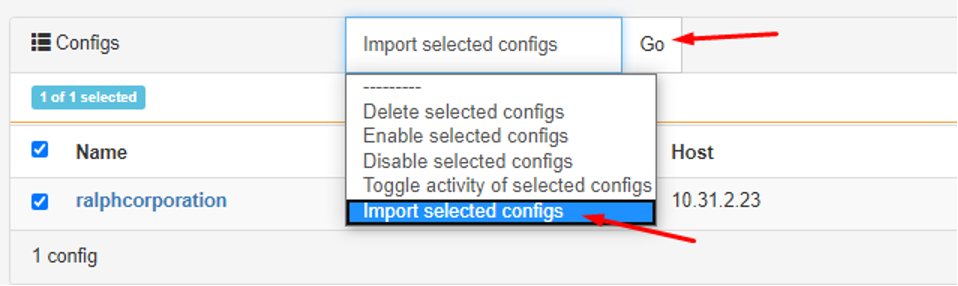 Configs
Import selected configs
Go
1 of 1 selected
---------
Delete selected configs
Enable selected configs
Disable selected configs
Toggle activity of selected configs
Import selected configs
Name
Host
ralphcorporation
10.31.2.23
1 config